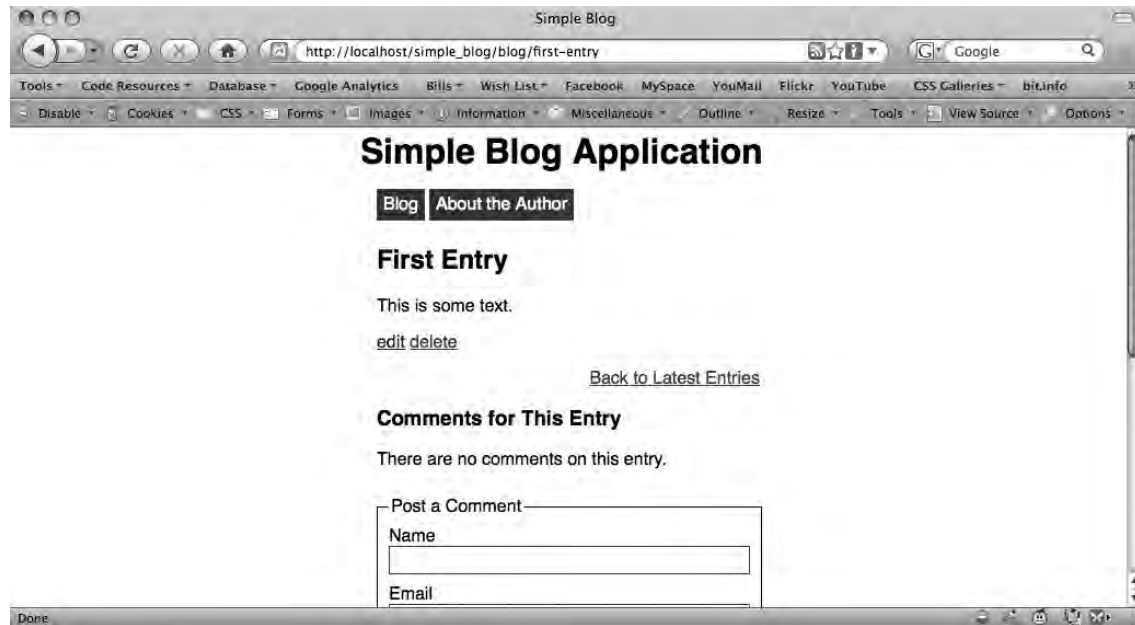 Simple Blog
http://localhost/simple_blog/blog/first-entry
Google
Tools Code Resources Database Google Analytics Bills Wish List Facebook MySpace YouMail Flickr YouTube CSS Galleries bit.info
Disable Cookies CSS Forms Images Information Miscellaneous Outline Resize Tools View Source Options
Simple Blog Application
Blog About the Author
First Entry
This is some text.
edit delete
Back to Latest Entries
Comments for This Entry
There are no comments on this entry.
Post a Comment
Name
Email
Done